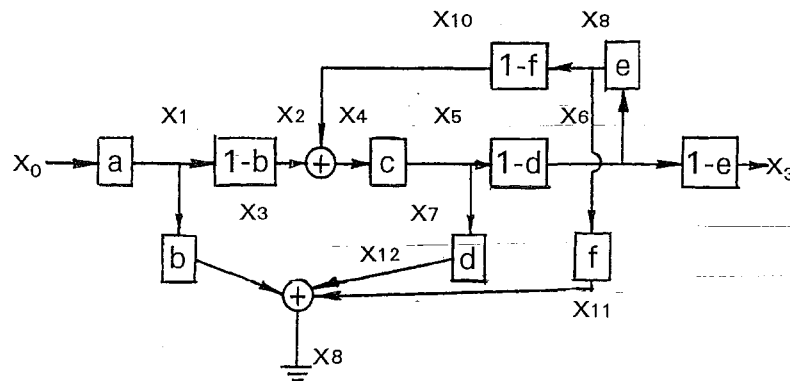 X10 X8
1-f e
X1 X2 X4 X5 X6
X0 a 1-b + c 1-d 1-e X3
X3 X7
b X12 d f
+
X11
X8